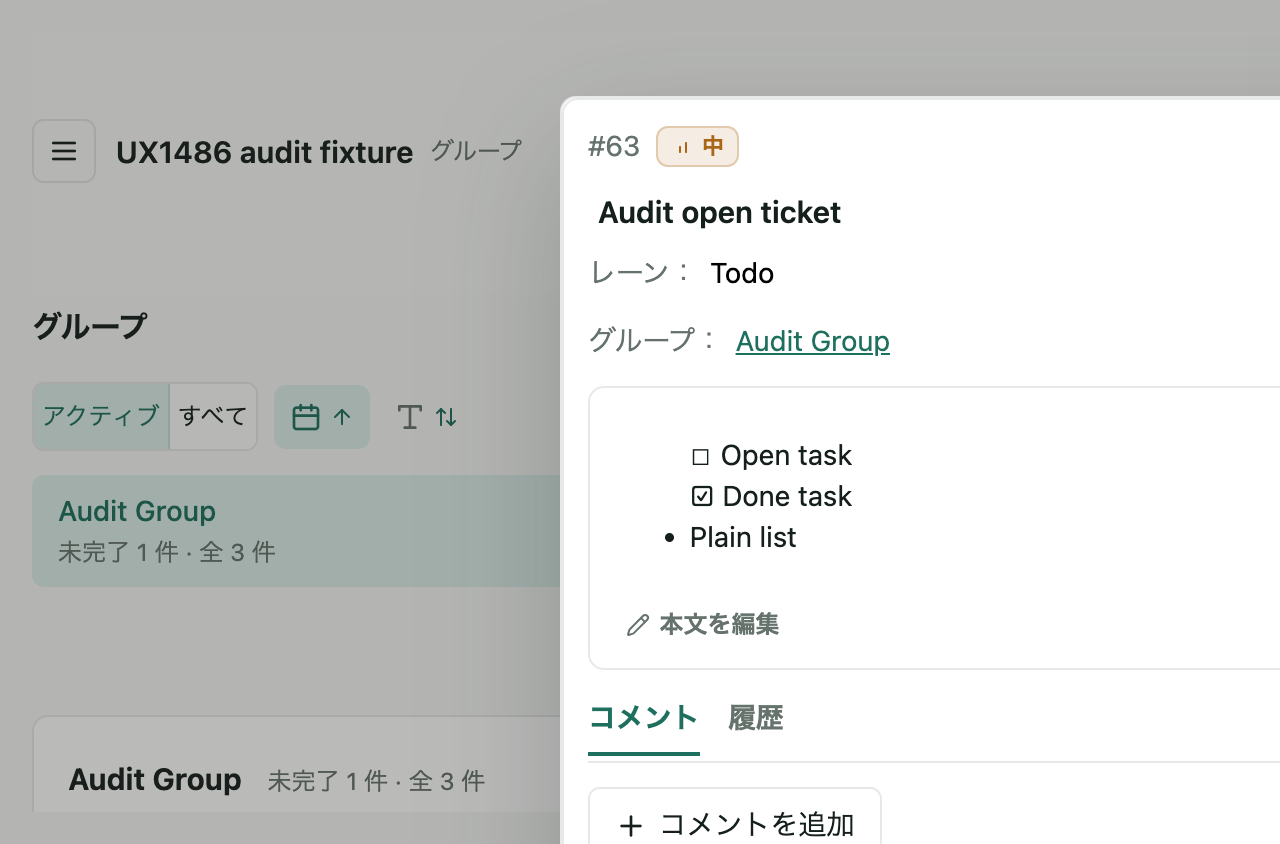 UX1486 audit fixture グループ
グループ
アクティブ すべて
Audit Group
未完了 1 件 · 全 3 件
Audit Group 未完了 1 件 · 全 3 件
#63 中
Audit open ticket
レーン： Todo
グループ： Audit Group
Open task
Done task
Plain list
本文を編集
コメント 履歴
コメントを追加